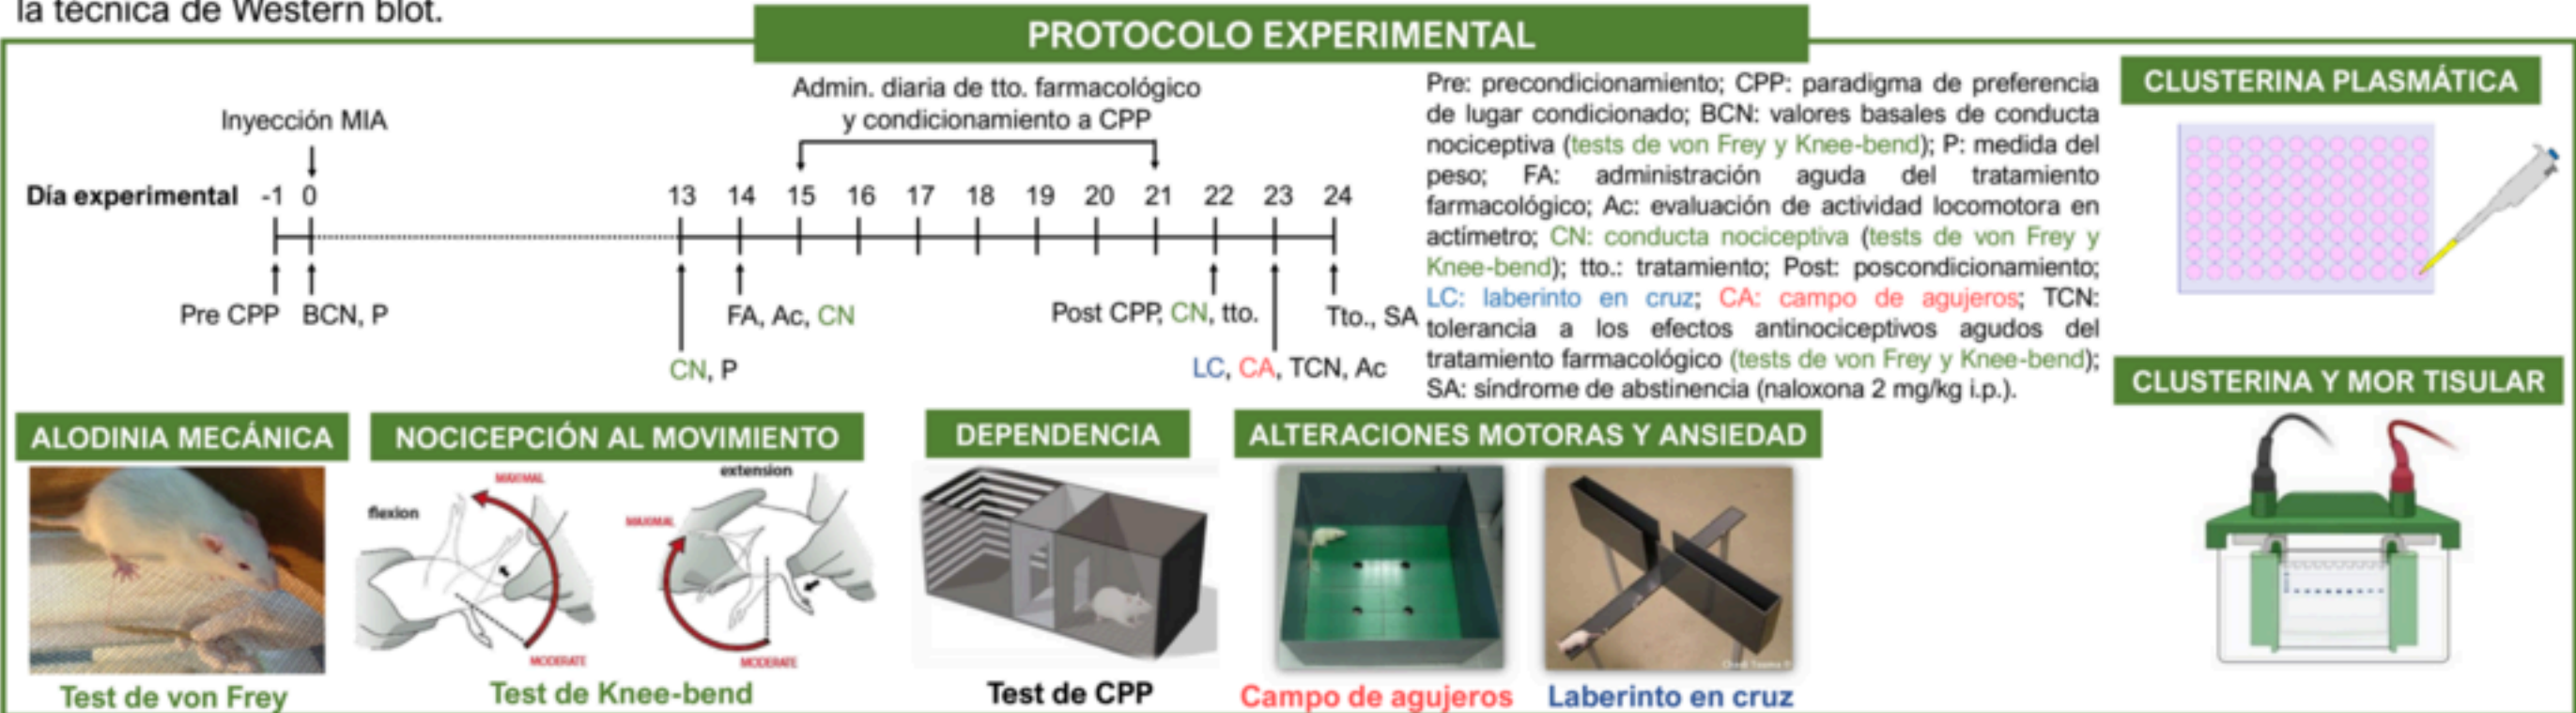 la técnica de Western blot.
PROTOCOLO EXPERIMENTAL
Inyección MIA
Admin. diaria de tto. farmacológico
y condicionamiento a CPP
Día experimental -1 0 13 14 15 16 17 18 19 20 21 22 23 24
Pre CPP BCN, P FA, Ac, CN Post CPP, CN, tto. Tto., SA
CN, P LC, CA, TCN, Ac
Pre: precondicionamiento; CPP: paradigma de preferencia
de lugar condicionado; BCN: valores basales de conducta
nociceptiva (tests de von Frey y Knee-bend); P: medida del
peso; FA: administración aguda del tratamiento
farmacológico; Ac: evaluación de actividad locomotora en
actímetro; CN: conducta nociceptiva (tests de von Frey y
Knee-bend); tto.: tratamiento; Post: poscondicionamiento;
LC: laberinto en cruz; CA: campo de agujeros; TCN:
tolerancia a los efectos antinociceptivos agudos del
tratamiento farmacológico (tests de von Frey y Knee-bend);
SA: síndrome de abstinencia (naloxona 2 mg/kg i.p.).
CLUSTERINA PLASMÁTICA
CLUSTERINA Y MOR TISULAR
ALODINIA MECÁNICA
Test de von Frey
NOCICEPCIÓN AL MOVIMIENTO
flexion
MAXIMAL
MODERATE
extension
MAXIMAL
MODERATE
Test de Knee-bend
DEPENDENCIA
Test de CPP
ALTERACIONES MOTORAS Y ANSIEDAD
Campo de agujeros
Laberinto en cruz